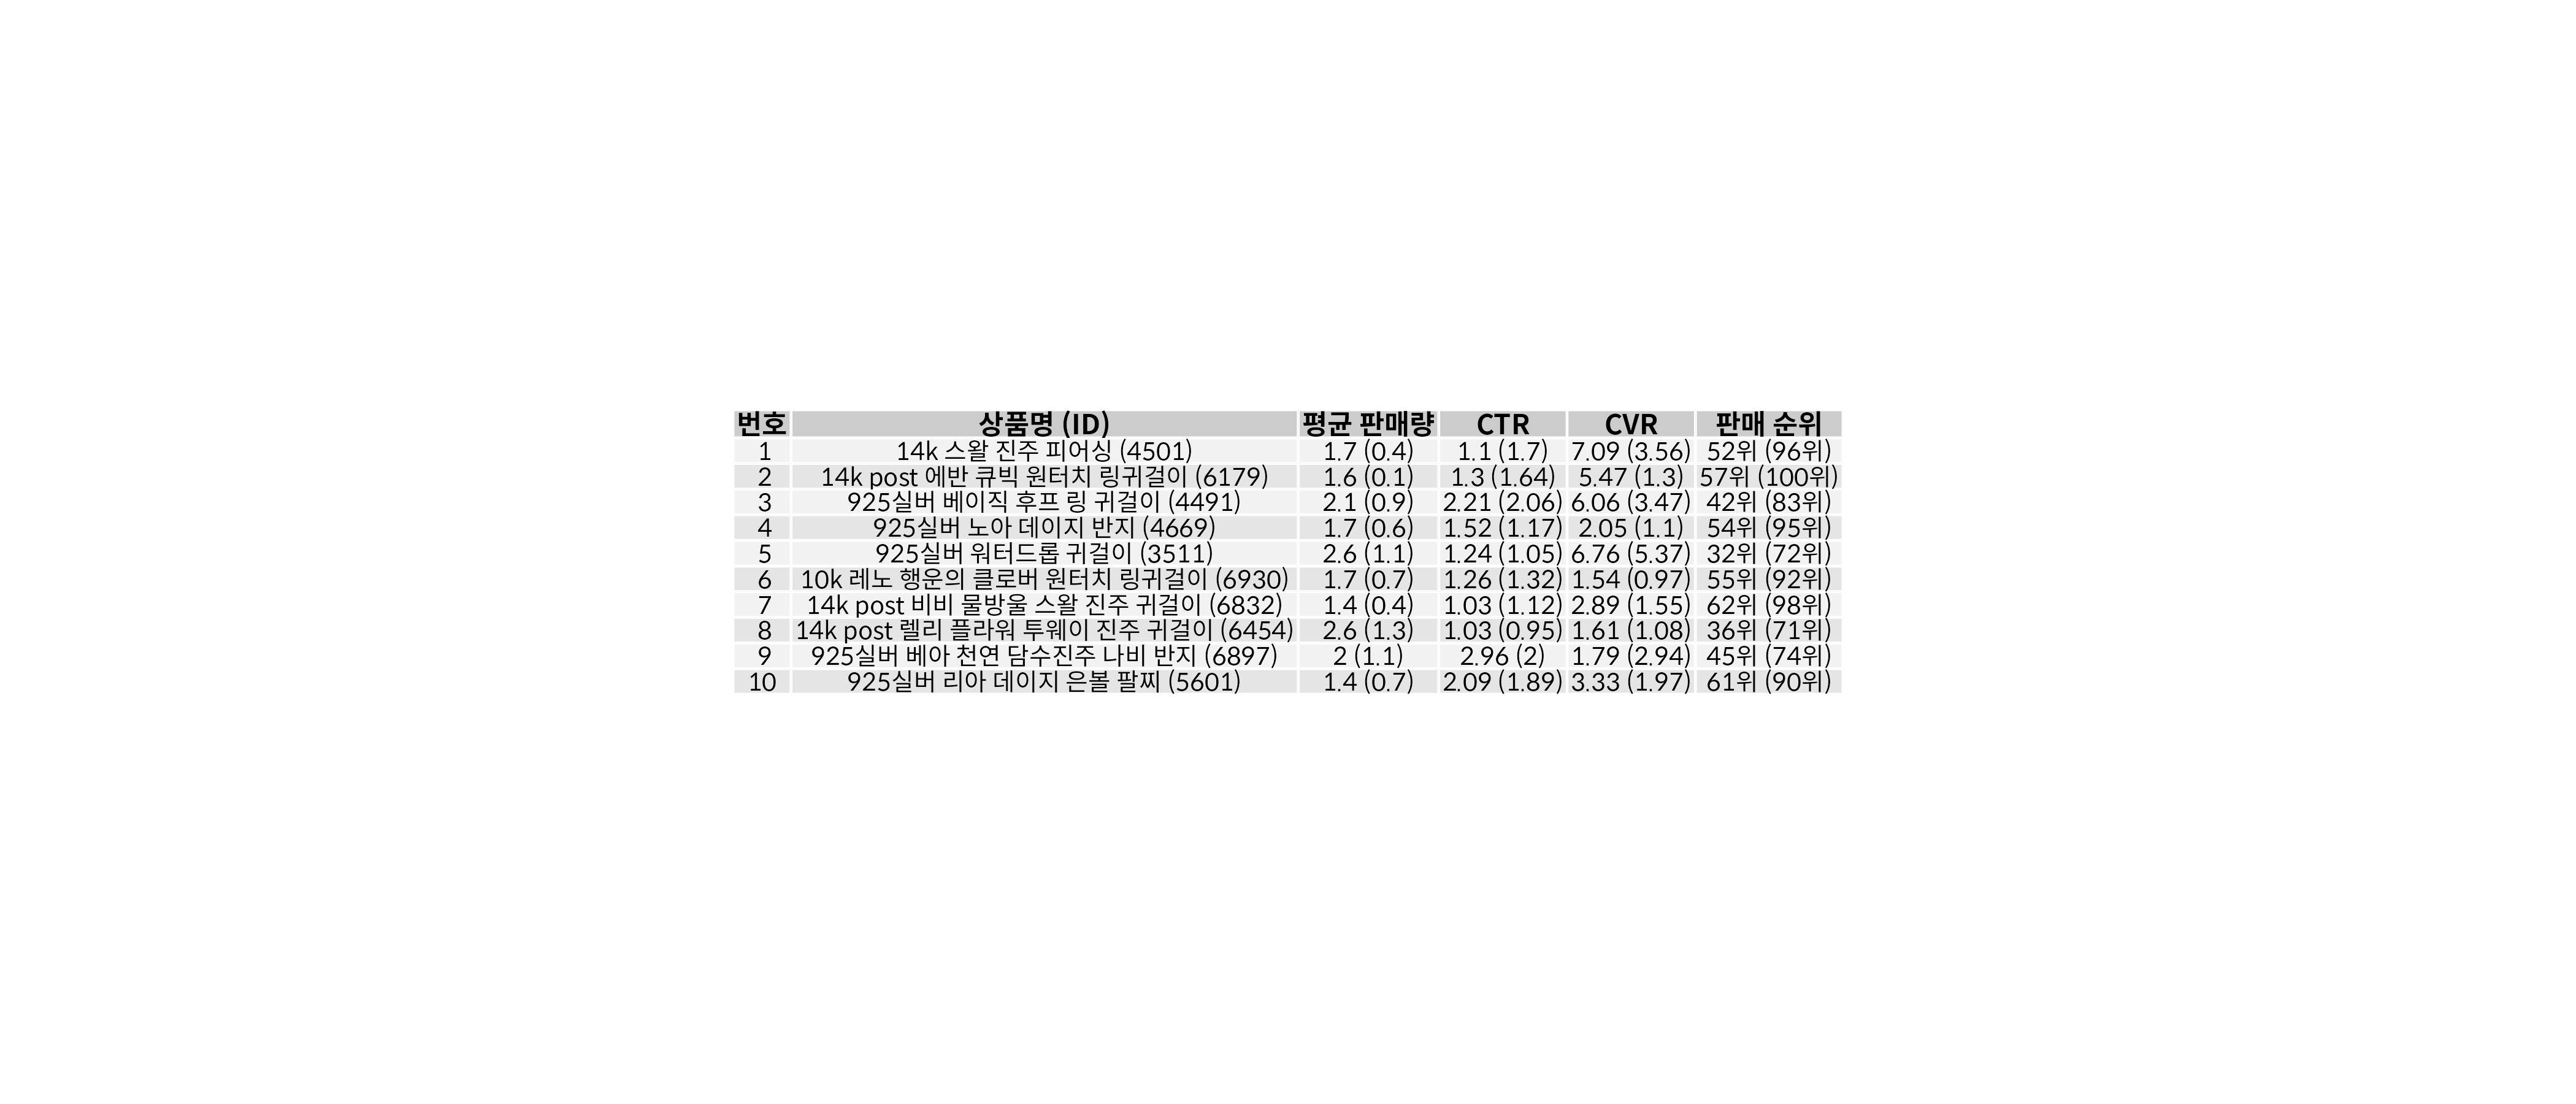 번호 상품명 (ID) 평균 판매량 CTR CVR 판매 순위
1 14k 스왈 진주 피어싱 (4501) 1.7 (0.4) 1.1 (1.7) 7.09 (3.56) 52위 (96위)
2 14k post 에반 큐빅 원터치 링귀걸이 (6179) 1.6 (0.1) 1.3 (1.64) 5.47 (1.3) 57위 (100위)
3 925실버 베이직 후프 링 귀걸이 (4491) 2.1 (0.9) 2.21 (2.06) 6.06 (3.47) 42위 (83위)
4 925실버 노아 데이지 반지 (4669) 1.7 (0.6) 1.52 (1.17) 2.05 (1.1) 54위 (95위)
5 925실버 워터드롭 귀걸이 (3511) 2.6 (1.1) 1.24 (1.05) 6.76 (5.37) 32위 (72위)
6 10k 레노 행운의 클로버 원터치 링귀걸이 (6930) 1.7 (0.7) 1.26 (1.32) 1.54 (0.97) 55위 (92위)
7 14k post 비비 물방울 스왈 진주 귀걸이 (6832) 1.4 (0.4) 1.03 (1.12) 2.89 (1.55) 62위 (98위)
8 14k post 렐리 플라워 투웨이 진주 귀걸이 (6454) 2.6 (1.3) 1.03 (0.95) 1.61 (1.08) 36위 (71위)
9 925실버 베아 천연 담수진주 나비 반지 (6897) 2 (1.1) 2.96 (2) 1.79 (2.94) 45위 (74위)
10 925실버 리아 데이지 은볼 팔찌 (5601) 1.4 (0.7) 2.09 (1.89) 3.33 (1.97) 61위 (90위)